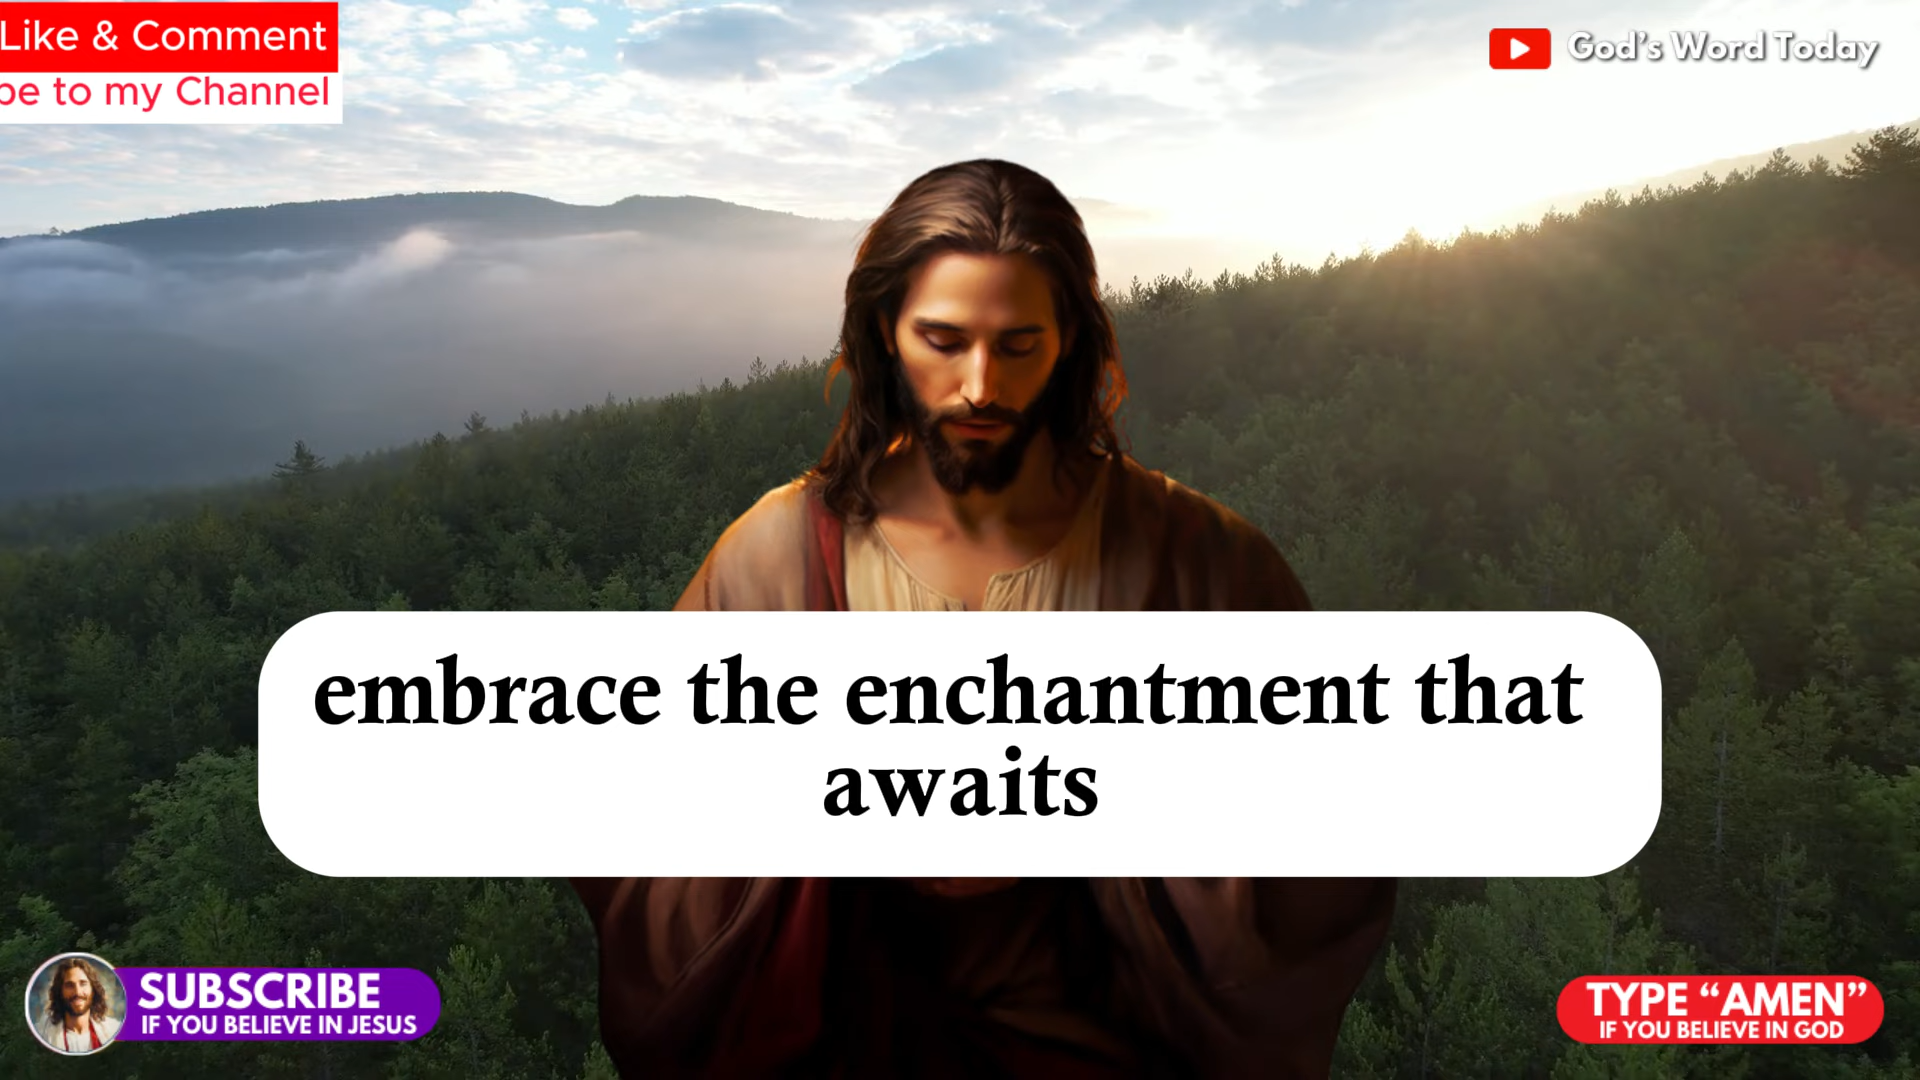 Like & Comment
be to my Channel
God's Word Today
embrace the enchantment that
awaits
SUBSCRIBE
IF YOU BELIEVE IN JESUS
TYPE “AMEN”
IF YOU BELIEVE IN GOD